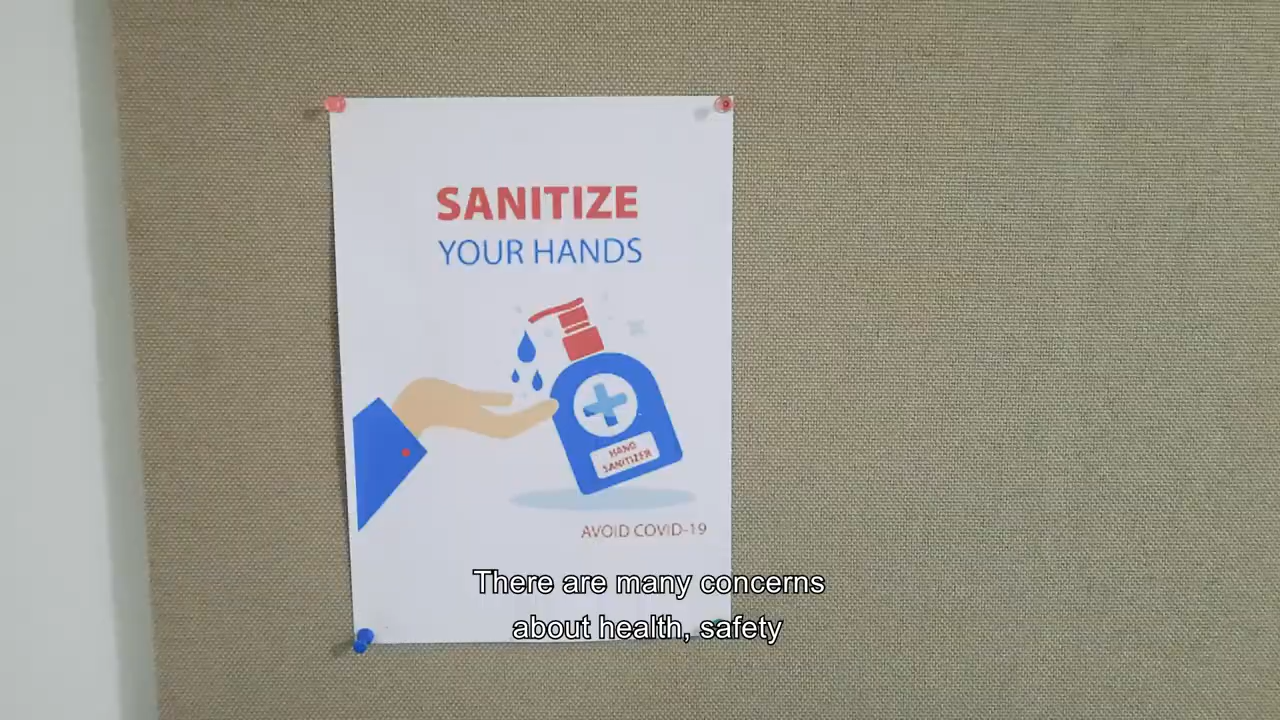 SANITIZE
YOUR HANDS
HAND
SANITIZER
AVOID COVID-19
There are many concerns
about health, safety